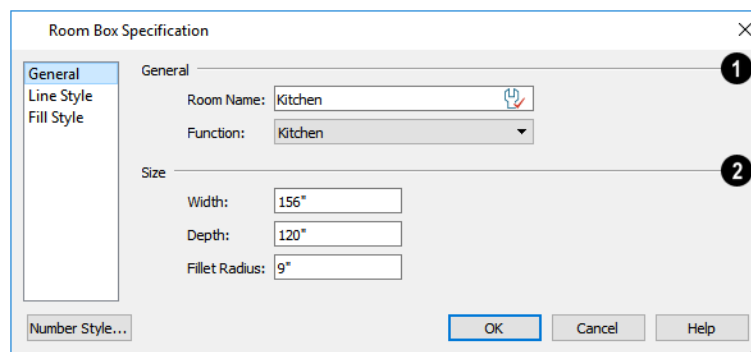 Room Box Specification
General
Line Style
Fill Style
General
1
Room Name: Kitchen
Function: Kitchen
Size
2
Width: 156"
Depth: 120"
Fillet Radius: 9"
Number Style...
OK
Cancel
Help